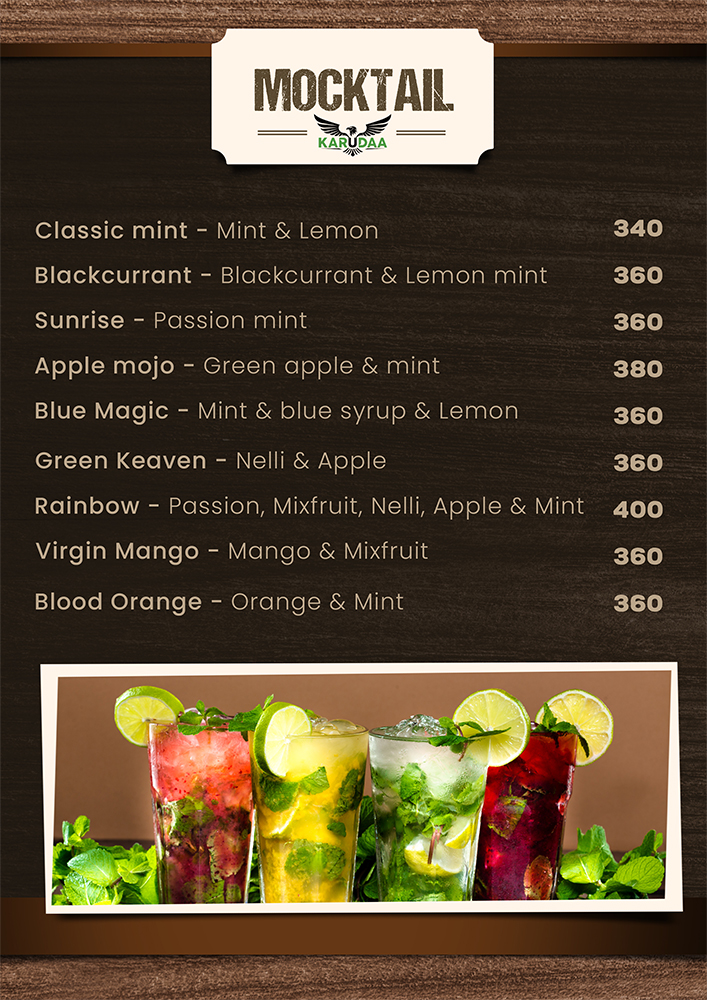 MOCKTAIL
KARUDAA
Classic mint - Mint & Lemon 340
Blackcurrant - Blackcurrant & Lemon mint 360
Sunrise - Passion mint 360
Apple mojo - Green apple & mint 380
Blue Magic - Mint & blue syrup & Lemon 360
Green Keaven - Nelli & Apple 360
Rainbow - Passion, Mixfruit, Nelli, Apple & Mint 400
Virgin Mango - Mango & Mixfruit 360
Blood Orange - Orange & Mint 360